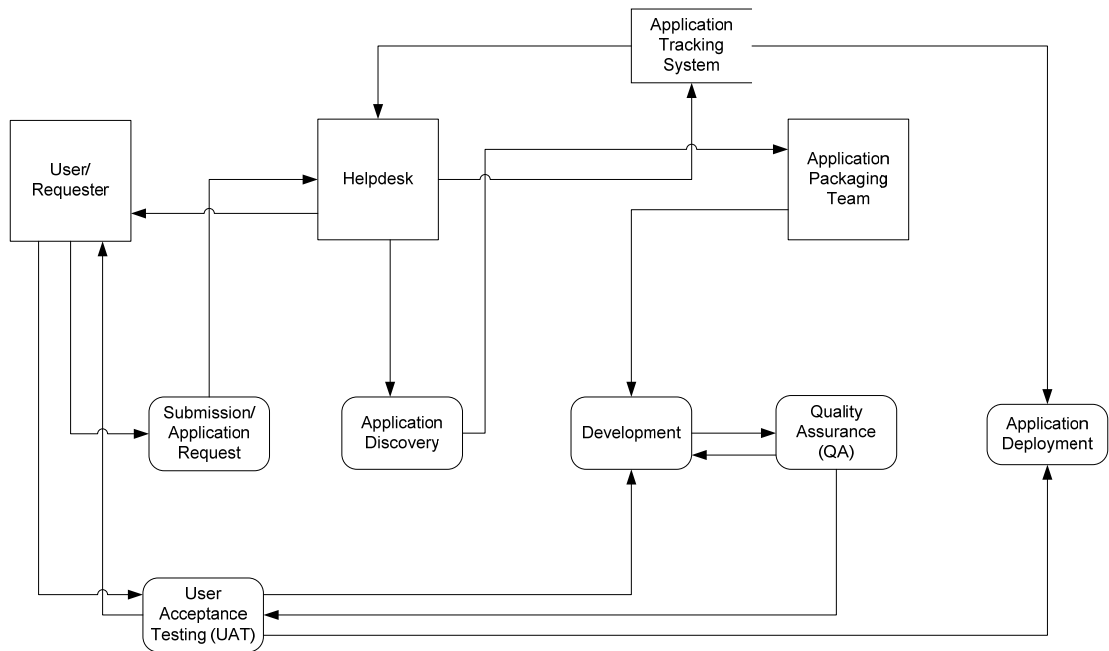 Application
Tracking
System
User/
Requester
Helpdesk
Application
Packaging
Team
Submission/
Application
Request
Application
Discovery
Development
Quality
Assurance
(QA)
Application
Deployment
User
Acceptance
Testing (UAT)